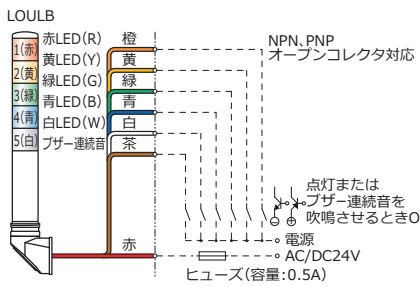 LOULB
1(赤)
2(黄)
3(緑)
4(青)
5(白)
赤LED(R) 橙
黄LED(Y) 黄
緑LED(G) 緑
青LED(B) 青
白LED(W) 白
ブザー連続音 茶
赤
NPN、PNP
オープンコレクタ対応
点灯または
ブザー連続音を
吹鳴させるときO
電源
AC/DC24V
ヒューズ(容量:0.5A)